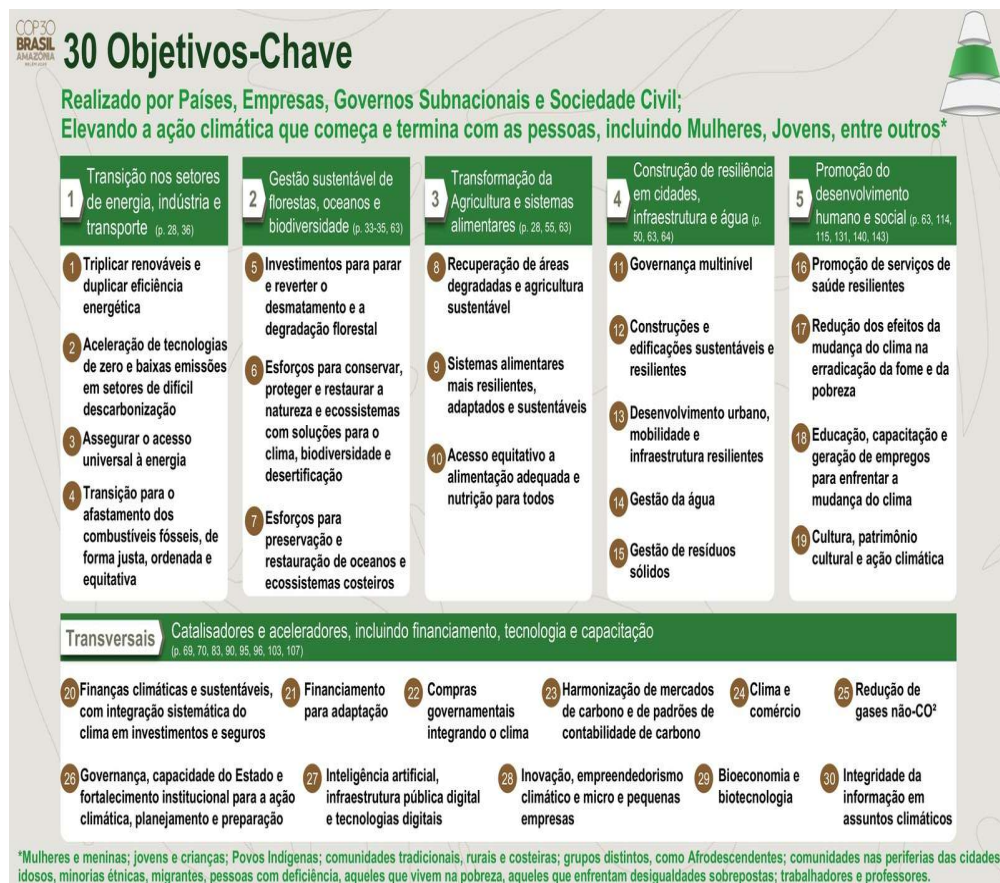 COP30
BRASIL
AMAZÔNIA
30 Objetivos-Chave
Realizado por Países, Empresas, Governos Subnacionais e Sociedade Civil;
Elevando a ação climática que começa e termina com as pessoas, incluindo Mulheres, Jovens, entre outros*
1
Transição nos setores
de energia, indústria e
transporte (p. 28, 36)
1 Triplicar renováveis e
duplicar eficiência
energética
2 Aceleração de tecnologias
de zero e baixas emissões
em setores de difícil
descarbonização
3 Assegurar o acesso
universal à energia
4 Transição para o
afastamento dos
combustíveis fósseis, de
forma justa, ordenada e
equitativa
2
Gestão sustentável de
florestas, oceanos e
biodiversidade (p. 33-35, 63)
5 Investimentos para parar
e reverter o
desmatamento e a
degradação florestal
6 Esforços para conservar,
proteger e restaurar a
natureza e ecossistemas
com soluções para o
clima, biodiversidade e
desertificação
7 Esforços para
preservação e
restauração de oceanos e
ecossistemas costeiros
3
Transformação da
Agricultura e sistemas
alimentares (p. 28, 55, 63)
8 Recuperação de áreas
degradadas e agricultura
sustentável
9 Sistemas alimentares
mais resilientes,
adaptados e sustentáveis
10 Acesso equitativo a
alimentação adequada e
nutrição para todos
4
Construção de resiliência
em cidades,
infraestrutura e água (p.
50, 63, 64)
11 Governança multinível
12 Construções e
edificações sustentáveis e
resilientes
13 Desenvolvimento urbano,
mobilidade e
infraestrutura resilientes
14 Gestão da água
15 Gestão de resíduos
sólidos
5
Promoção do
desenvolvimento
humano e social (p. 63, 114,
115, 131, 140, 143)
16 Promoção de serviços de
saúde resilientes
17 Redução dos efeitos da
mudança do clima na
erradicação da fome e da
pobreza
18 Educação, capacitação e
geração de empregos
para enfrentar a
mudança do clima
19 Cultura, patrimônio
cultural e ação climática
Transversais
Catalisadores e aceleradores, incluindo financiamento, tecnologia e capacitação
(p. 69, 70, 83, 90, 95, 96, 103, 107)
20 Finanças climáticas e sustentáveis,
com integração sistemática do
clima em investimentos e seguros
21 Financiamento
para adaptação
22 Compras
governamentais
integrando o clima
23 Harmonização de mercados
de carbono e de padrões de
contabilidade de carbono
24 Clima e
comércio
25 Redução de
gases não-CO²
26 Governança, capacidade do Estado e
fortalecimento institucional para a ação
climática, planejamento e preparação
27 Inteligência artificial,
infraestrutura pública digital
e tecnologias digitais
28 Inovação, empreendedorismo
climático e micro e pequenas
empresas
29 Bioeconomia e
biotecnologia
30 Integridade da
informação em
assuntos climáticos
*Mulheres e meninas; jovens e crianças; Povos Indígenas; comunidades tradicionais, rurais e costeiras; grupos distintos, como Afrodescendentes; comunidades nas periferias das cidades,
idosos, minorias étnicas, migrantes, pessoas com deficiência, aqueles que vivem na pobreza, aqueles que enfrentam desigualdades sobrepostas; trabalhadores e professores.